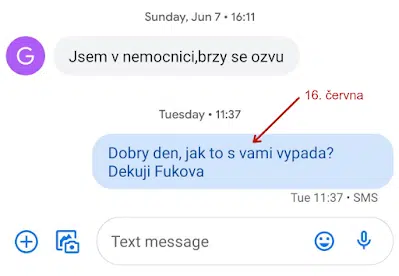 Sunday, Jun 7 • 16:11
G
Jsem v nemocnici,brzy se ozvu
16. června
Tuesday • 11:37
Dobry den, jak to s vami vypada?
Dekuji Fukova
Tue 11:37 • SMS
Text message